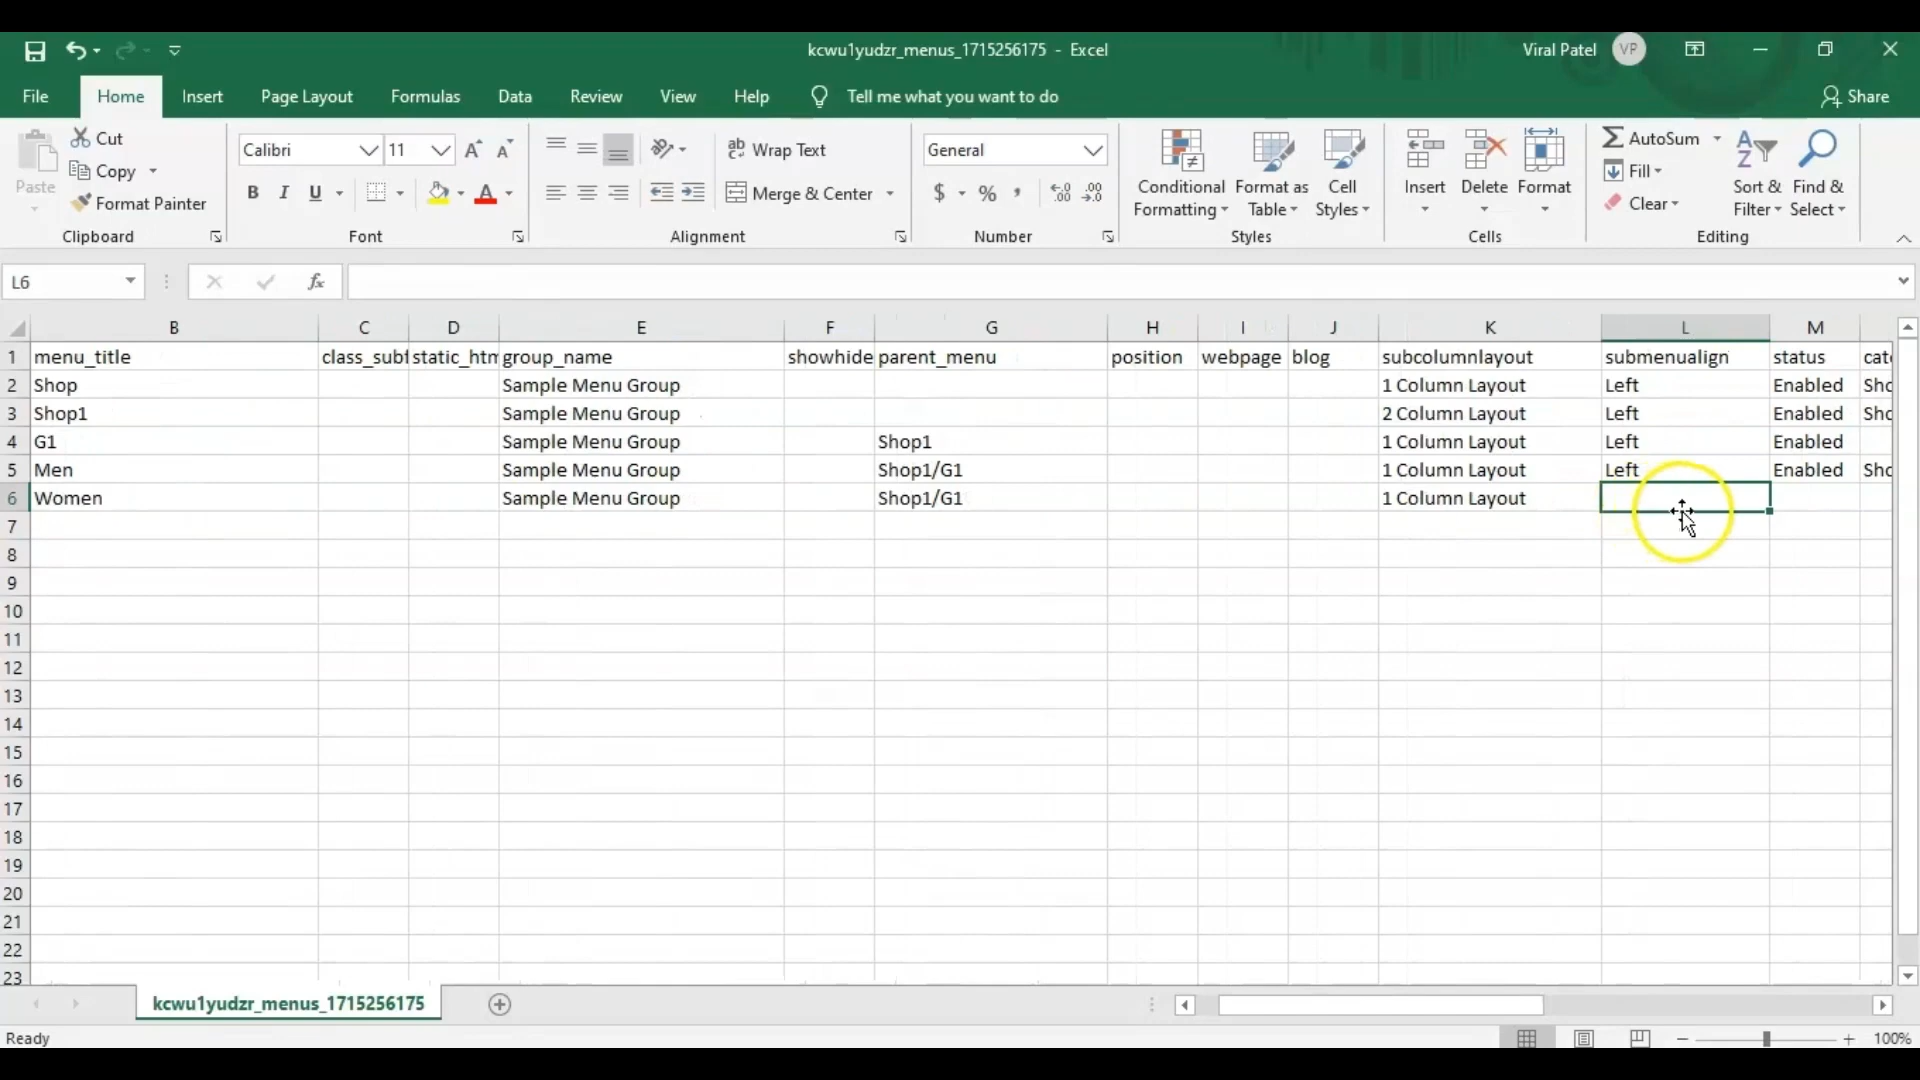 kcwu1yudzr_menus_1715256175 - Excel
Viral Patel VP
File Home Insert Page Layout Formulas Data Review View Help Tell me what you want to do Share
Paste Cut Copy Format Painter Clipboard
Calibri 11 A A B I U A Font
ab Wrap Text Merge & Center Alignment
General $ % , Number
Conditional Formatting Format as Table Cell Styles Styles
Insert Delete Format Cells
AutoSum Fill Clear Sort & Filter Find & Select Editing
L6 fx
B C D E F G H I J K L M
1 menu_title class_subt static_htm group_name showhide parent_menu position webpage blog subcolumnlayout submenualign status cat
2 Shop Sample Menu Group 1 Column Layout Left Enabled Sho
3 Shop1 Sample Menu Group 2 Column Layout Left Enabled Sho
4 G1 Sample Menu Group Shop1 1 Column Layout Left Enabled
5 Men Sample Menu Group Shop1/G1 1 Column Layout Left Enabled Sho
6 Women Sample Menu Group Shop1/G1 1 Column Layout
7
8
9
10
11
12
13
14
15
16
17
18
19
20
21
22
23
kcwu1yudzr_menus_1715256175
Ready 100%